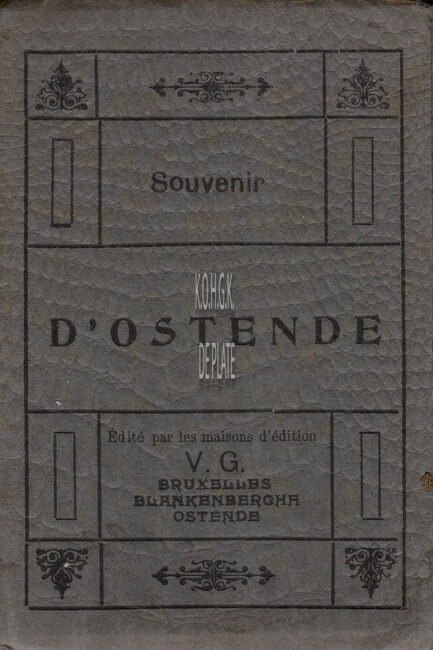 Souvenir
K.O.H.G.K.
D'OSTENDE
DE PLATE
Édité par les maisons d'édition
V. G.
BRUXELLES
BLANKENBERGHE
OSTENDE